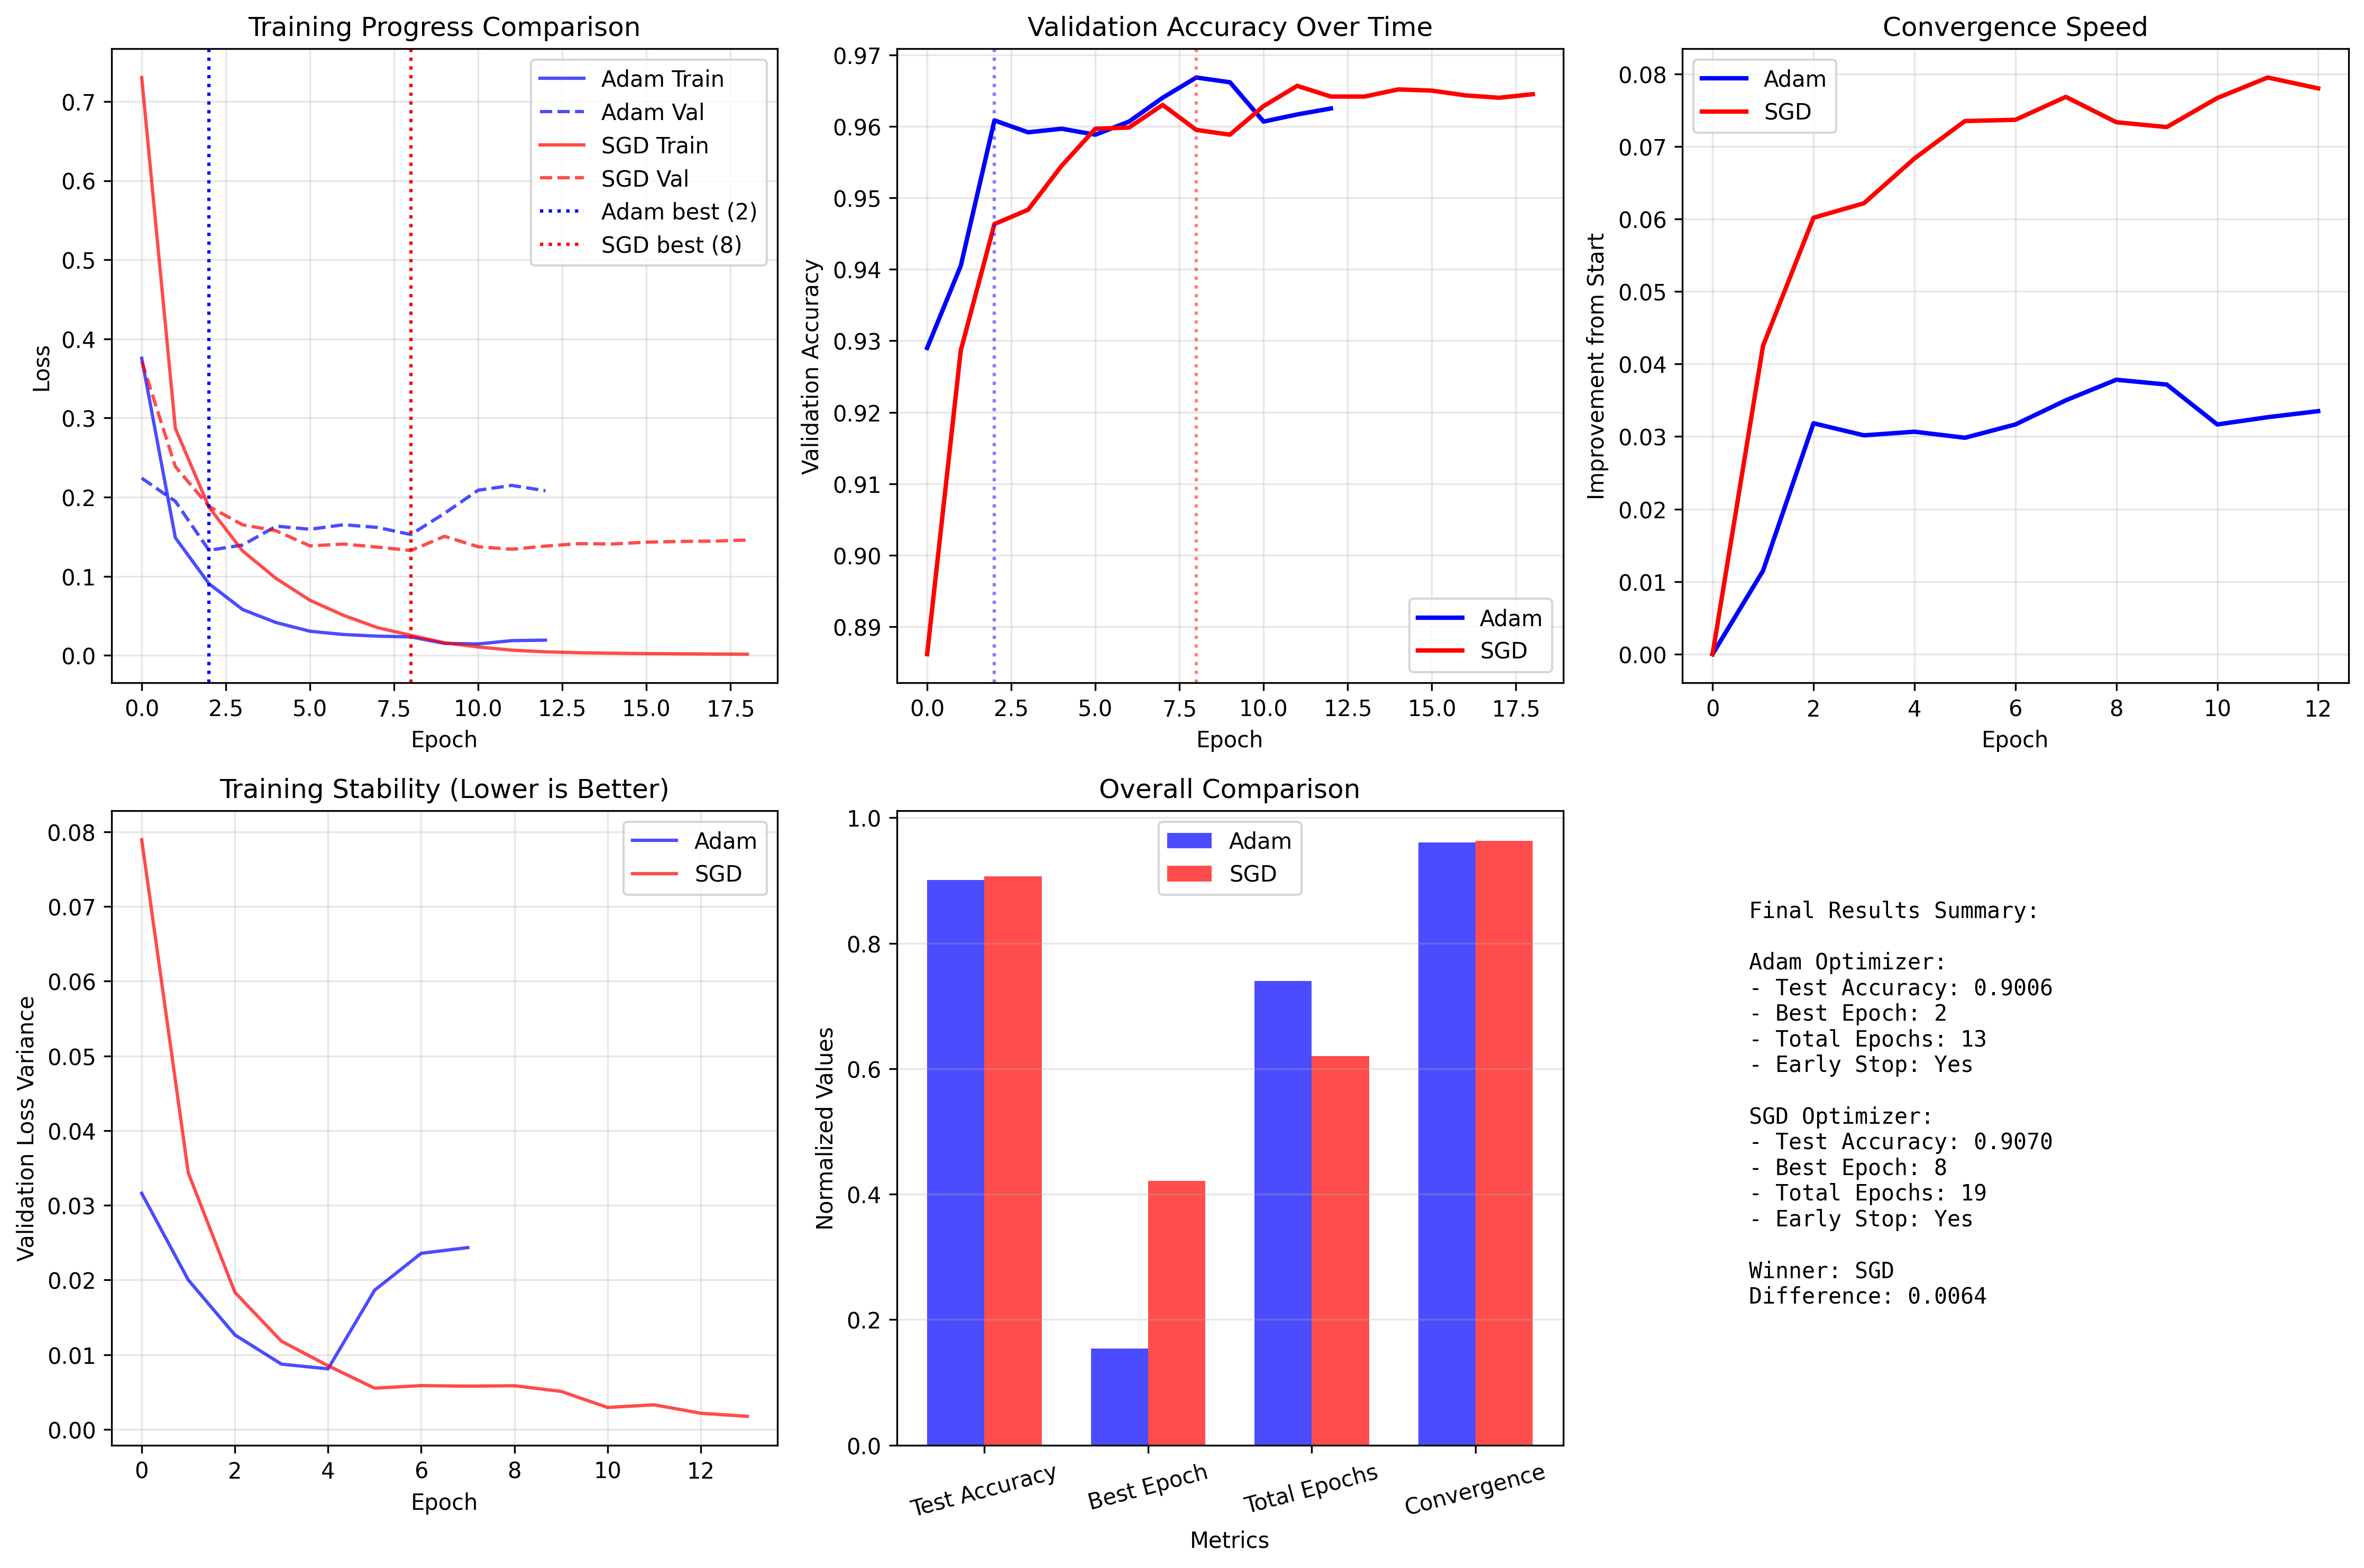 Training Progress Comparison
Loss
0.7
0.6
0.5
0.4
0.3
0.2
0.1
0.0
Adam Train
Adam Val
SGD Train
SGD Val
Adam best (2)
SGD best (8)
0.0 2.5 5.0 7.5 10.0 12.5 15.0 17.5
Epoch
Validation Accuracy Over Time
Validation Accuracy
0.97
0.96
0.95
0.94
0.93
0.92
0.91
0.90
0.89
Adam
SGD
0.0 2.5 5.0 7.5 10.0 12.5 15.0 17.5
Epoch
Convergence Speed
Improvement from Start
0.08
0.07
0.06
0.05
0.04
0.03
0.02
0.01
0.00
Adam
SGD
0 2 4 6 8 10 12
Epoch
Training Stability (Lower is Better)
Validation Loss Variance
0.08
0.07
0.06
0.05
0.04
0.03
0.02
0.01
0.00
Adam
SGD
0 2 4 6 8 10 12
Epoch
Overall Comparison
Normalized Values
1.0
0.8
0.6
0.4
0.2
0.0
Adam
SGD
Test Accuracy
Best Epoch
Total Epochs
Convergence
Metrics
Final Results Summary:
Adam Optimizer:
- Test Accuracy: 0.9006
- Best Epoch: 2
- Total Epochs: 13
- Early Stop: Yes
SGD Optimizer:
- Test Accuracy: 0.9070
- Best Epoch: 8
- Total Epochs: 19
- Early Stop: Yes
Winner: SGD
Difference: 0.0064